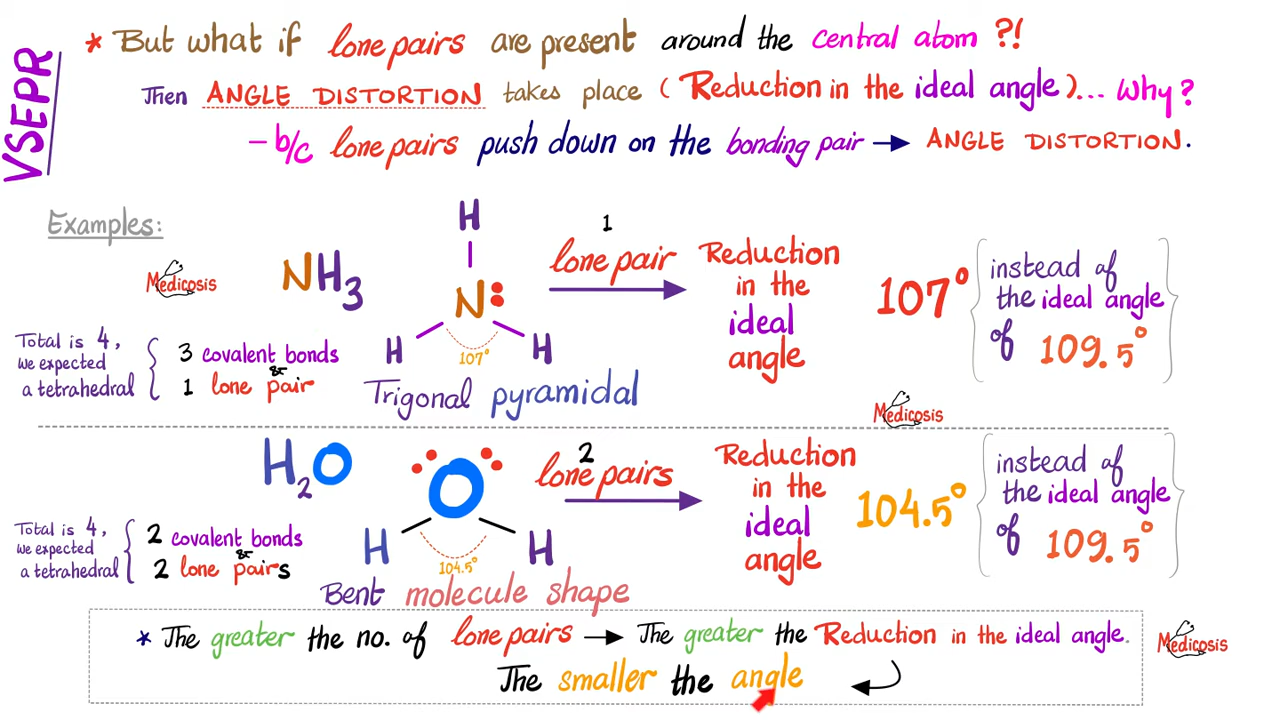 VSEPR
* But what if lone pairs are present around the central atom ?!
Then ANGLE DISTORTION takes place (Reduction in the ideal angle)... Why?
- b/c lone pairs push down on the bonding pair → ANGLE DISTORTION.
Examples:
Medicosis
NH3
Total is 4,
we expected
a tetrahedral
3 covalent bonds
&
1 lone pair
H
N
H H
107°
Trigonal pyramidal
1
lone pair
Reduction
in the
ideal
angle
107°
instead of
the ideal angle
of 109.5°
Medicosis
H2O
Total is 4,
we expected
a tetrahedral
2 covalent bonds
&
2 lone pairs
O
H H
104.5°
Bent molecule shape
2
lone pairs
Reduction
in the
ideal
angle
104.5°
instead of
the ideal angle
of 109.5°
* The greater the no. of lone pairs → The greater the Reduction in the ideal angle.
The smaller the angle
Medicosis